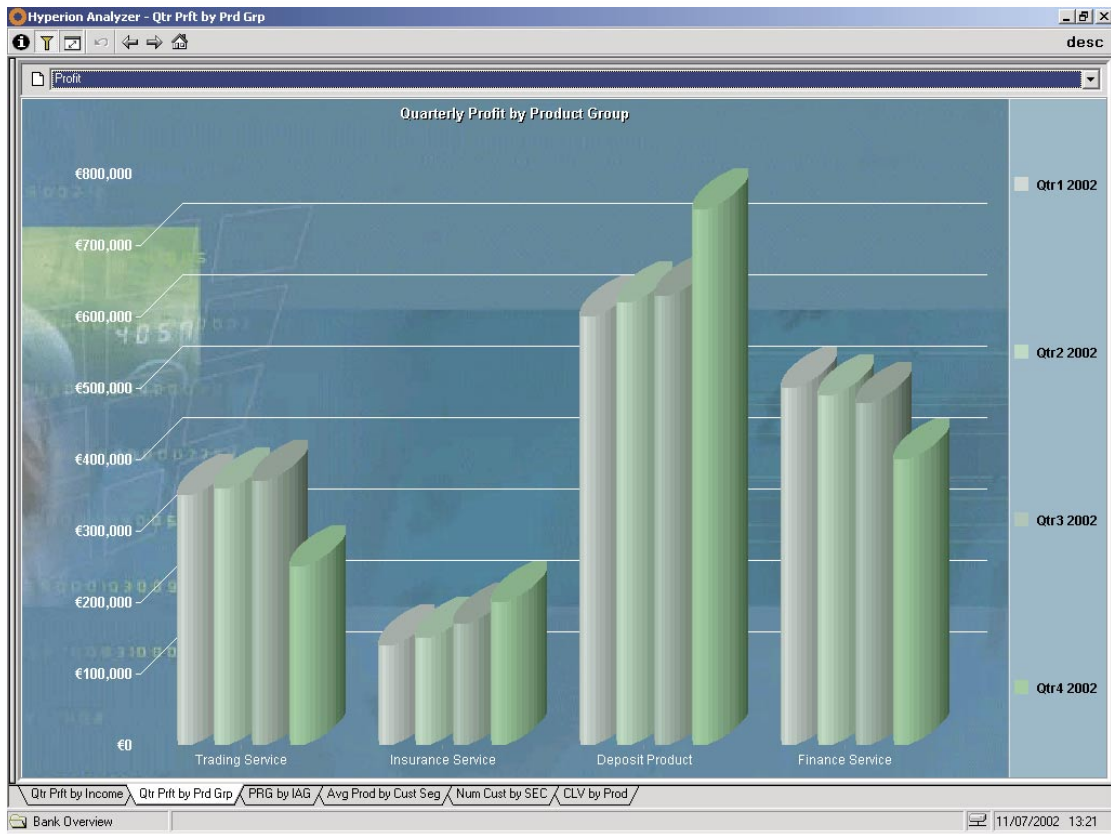 Hyperion Analyzer - Qtr Prft by Prd Grp
desc
Profit
Quarterly Profit by Product Group
€800,000
€700,000
€600,000
€500,000
€400,000
€300,000
€200,000
€100,000
€0
Trading Service
Insurance Service
Deposit Product
Finance Service
Qtr1 2002
Qtr2 2002
Qtr3 2002
Qtr4 2002
Qtr Prft by Income
Qtr Prft by Prd Grp
PRG by IAG
Avg Prod by Cust Seg
Num Cust by SEC
CLV by Prod
Bank Overview
11/07/2002 13:21